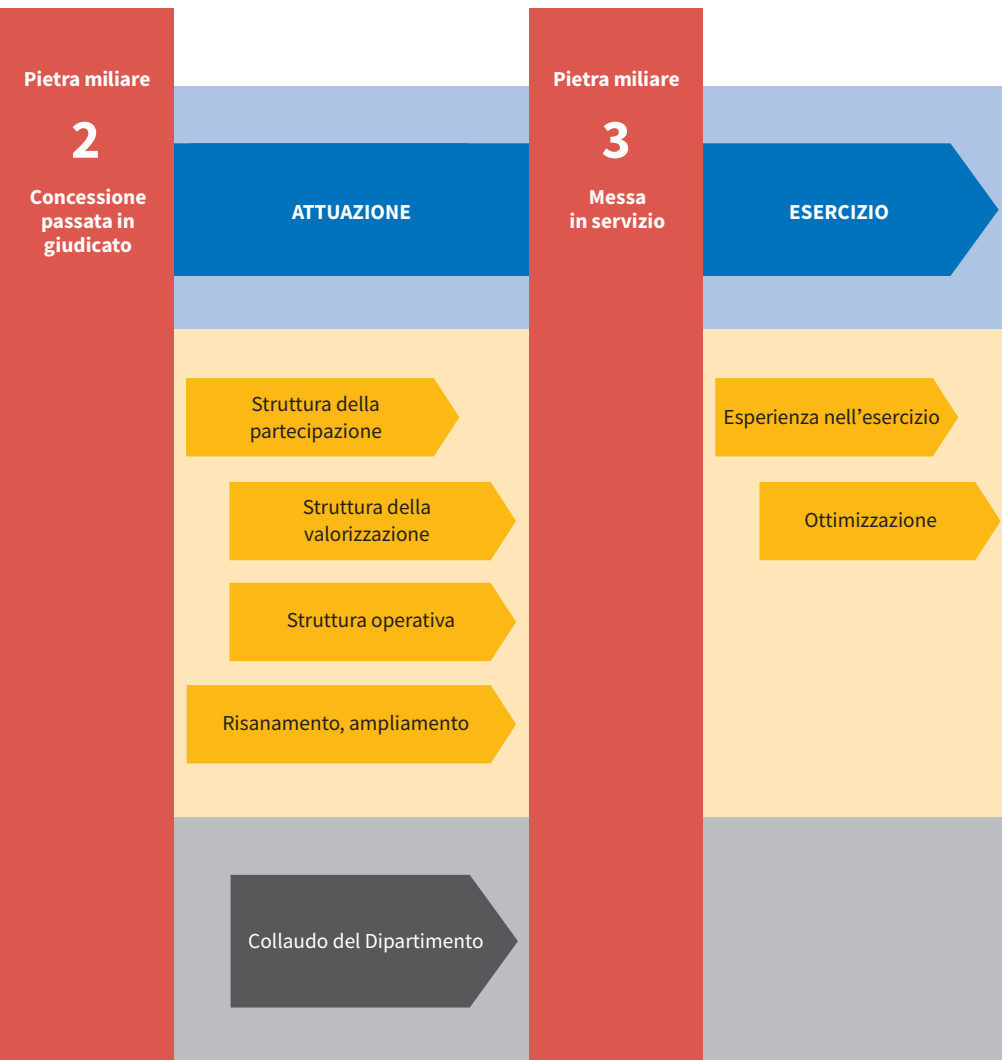 Pietra miliare
2
Concessione
passata in
giudicato
ATTUAZIONE
Pietra miliare
3
Messa
in servizio
ESERCIZIO
Struttura della
partecipazione
Struttura della
valorizzazione
Struttura operativa
Risanamento, ampliamento
Esperienza nell’esercizio
Ottimizzazione
Collaudo del Dipartimento